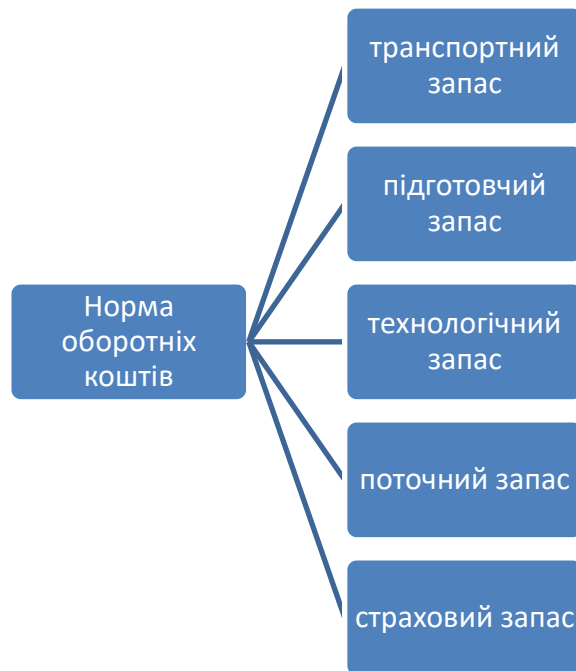 транспортний
запас
підготовчий
запас
Норма
оборотніх
коштів
технологічний
запас
поточний запас
страховий запас